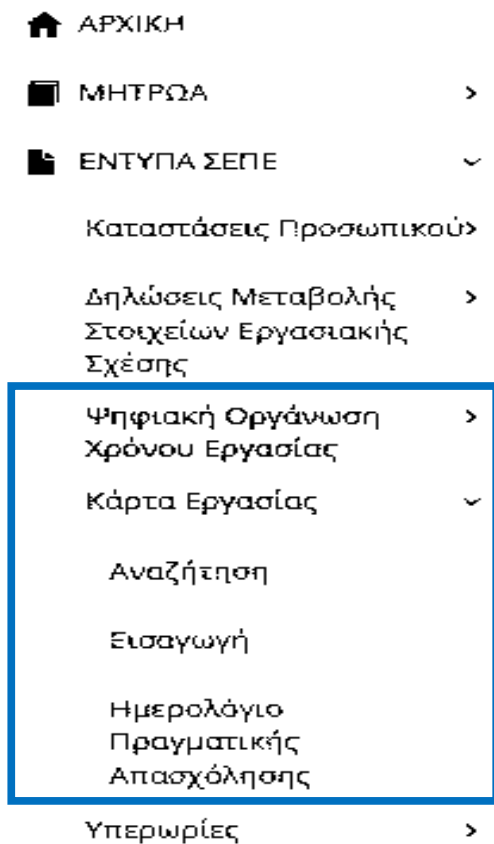 ΑΡΧΙΚΗ
ΜΗΤΡΩΑ
ΕΝΤΥΠΑ ΣΕΠΕ
Καταστάσεις Προσωπικού
Δηλώσεις Μεταβολής
Στοιχείων Εργασιακής
Σχέσης
Ψηφιακή Οργάνωση
Χρόνου Εργασίας
Κάρτα Εργασίας
Αναζήτηση
Εισαγωγή
Ημερολόγιο
Πραγματικής
Απασχόλησης
Υπερωρίες